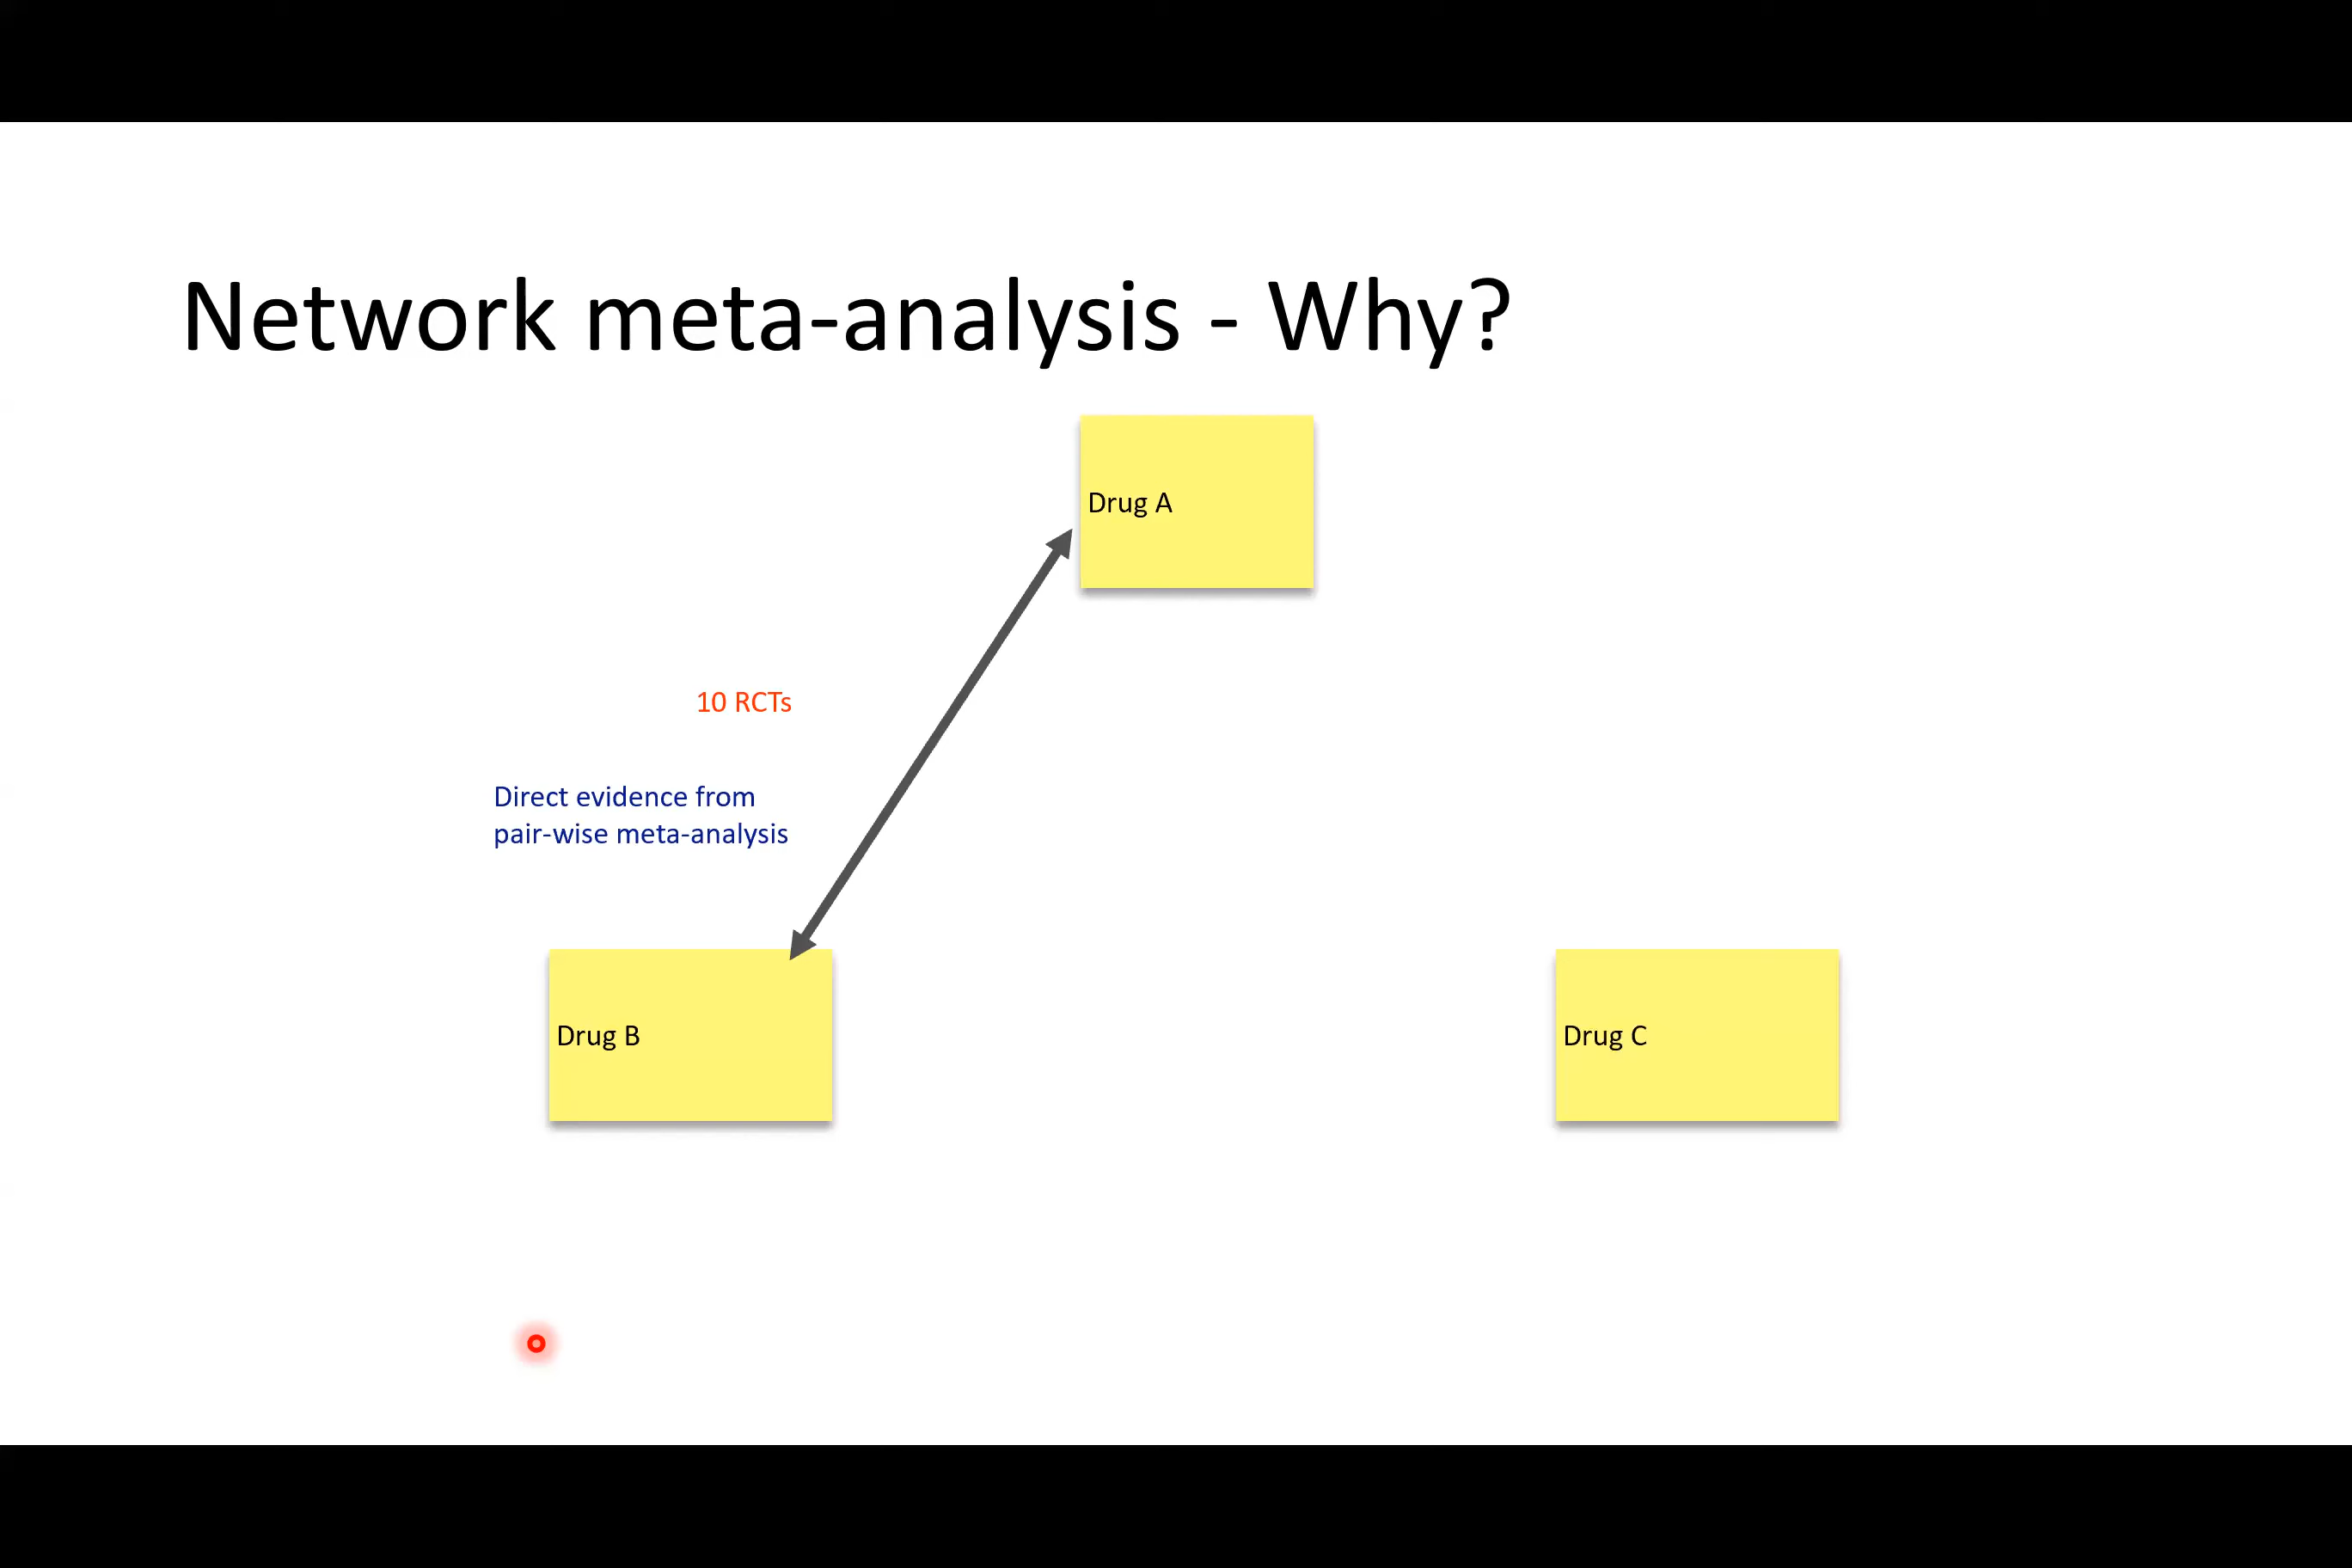 Network meta-analysis - Why?
Drug A
10 RCTs
Direct evidence from
pair-wise meta-analysis
Drug B
Drug C